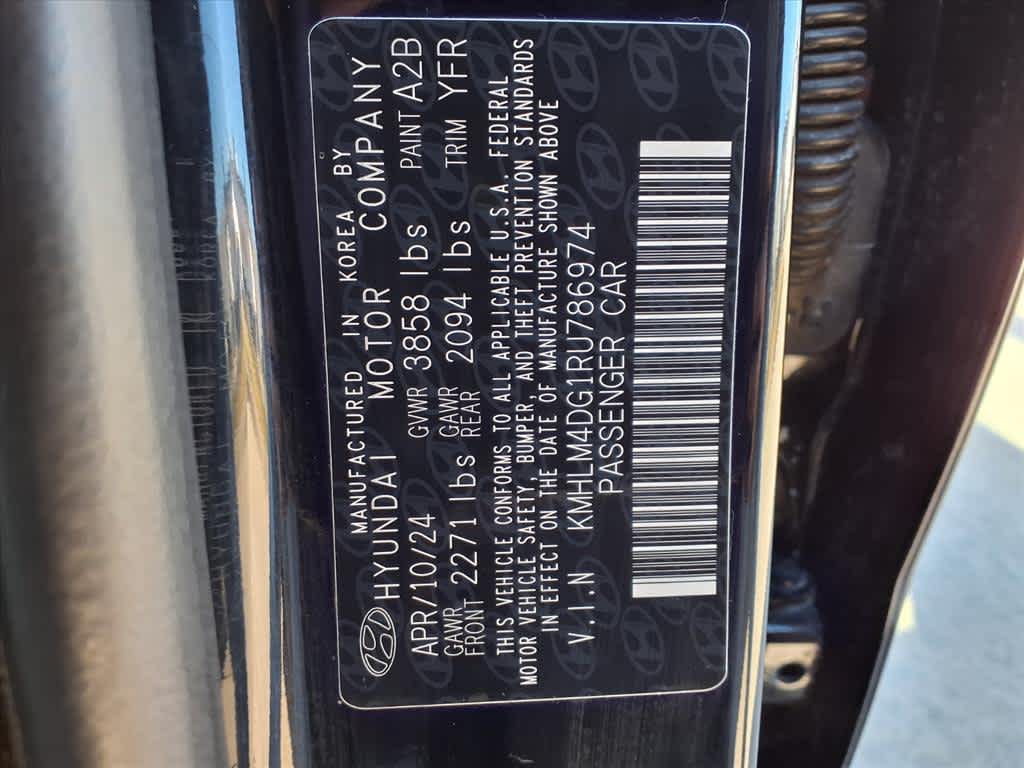 MANUFACTURED IN KOREA BY
HYUNDAI MOTOR COMPANY
APR/10/24 GVWR 3858 lbs PAINT A2B
GAWR FRONT 2271 lbs GAWR REAR 2094 lbs TRIM YFR
THIS VEHICLE CONFORMS TO ALL APPLICABLE U.S.A. FEDERAL
MOTOR VEHICLE SAFETY, BUMPER, AND THEFT PREVENTION STANDARDS
IN EFFECT ON THE DATE OF MANUFACTURE SHOWN ABOVE
V.I.N KMHLM4DG1RU786974
PASSENGER CAR